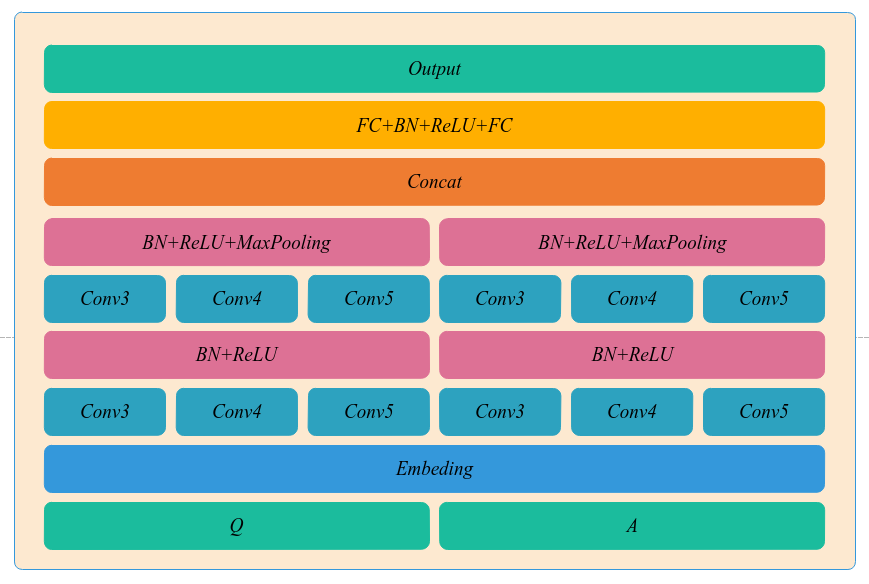 Output
FC+BN+ReLU+FC
Concat
BN+ReLU+MaxPooling BN+ReLU+MaxPooling
Conv3 Conv4 Conv5 Conv3 Conv4 Conv5
BN+ReLU BN+ReLU
Conv3 Conv4 Conv5 Conv3 Conv4 Conv5
Embeding
Q A